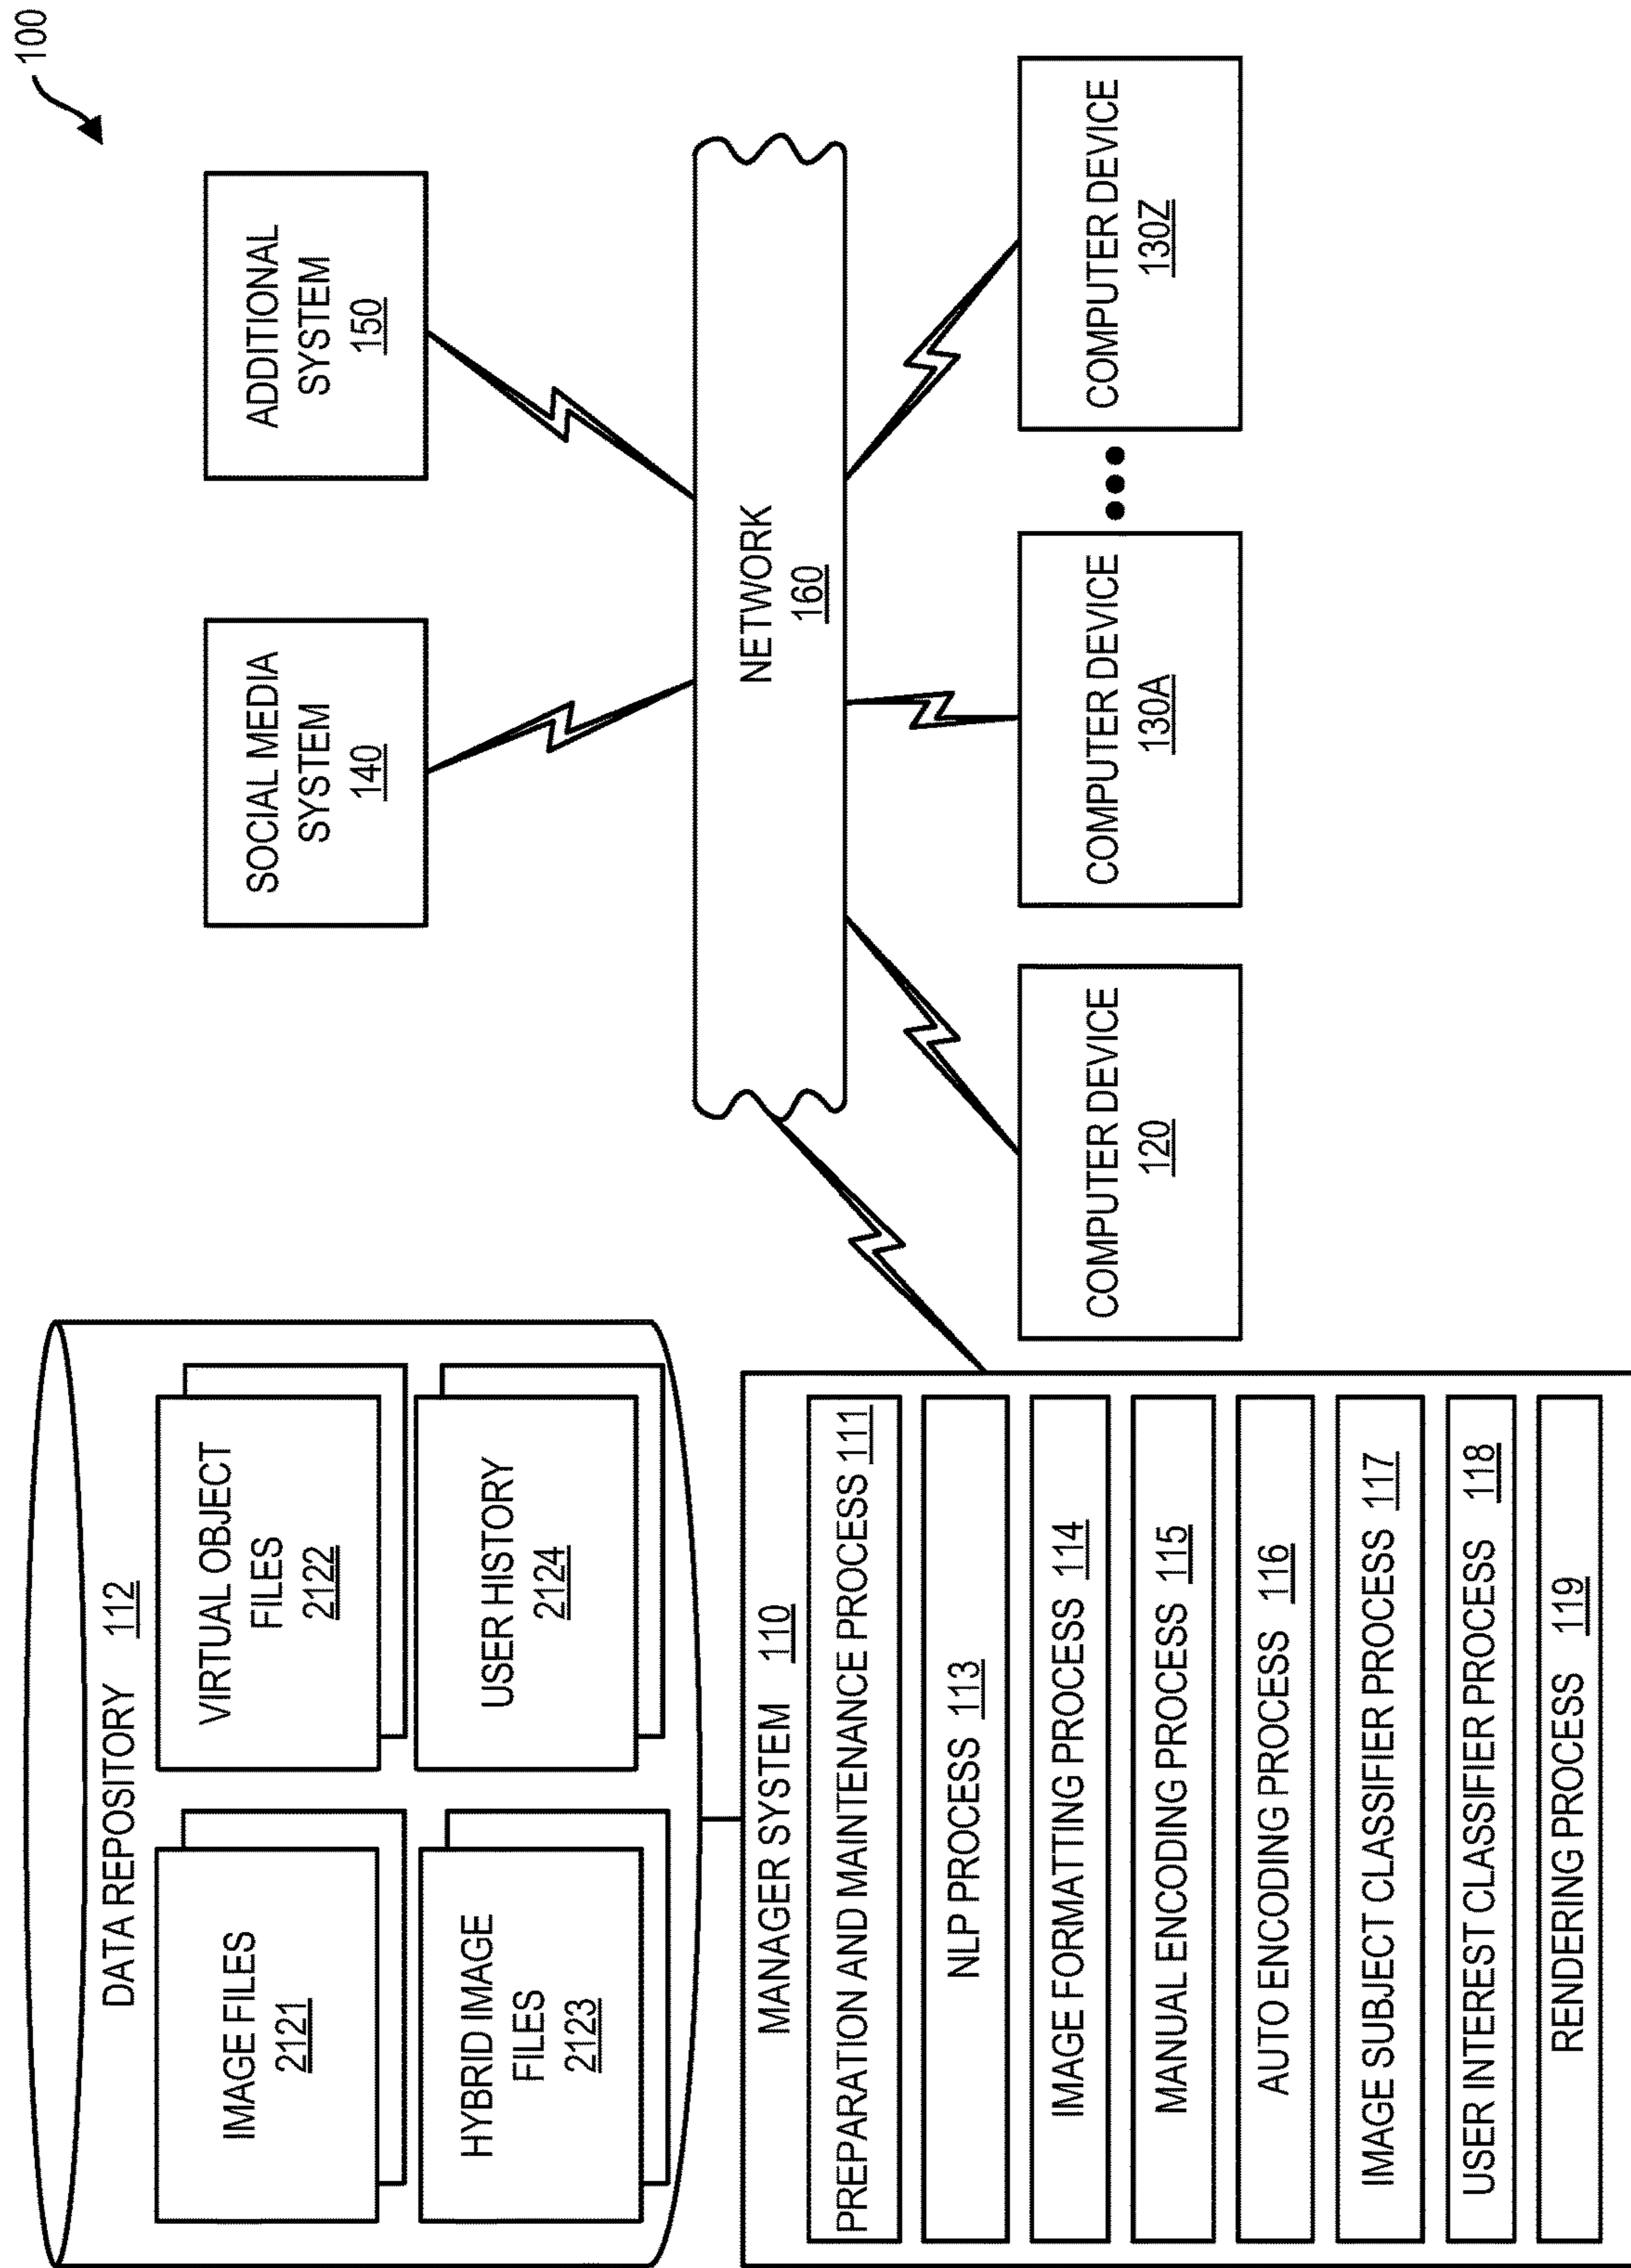 100
DATA REPOSITORY 112
IMAGE FILES
2121
VIRTUAL OBJECT
FILES
2122
HYBRID IMAGE
FILES
2123
USER HISTORY
2124
MANAGER SYSTEM 110
PREPARATION AND MAINTENANCE PROCESS 111
NLP PROCESS 113
IMAGE FORMATTING PROCESS 114
MANUAL ENCODING PROCESS 115
AUTO ENCODING PROCESS 116
IMAGE SUBJECT CLASSIFIER PROCESS 117
USER INTEREST CLASSIFIER PROCESS 118
RENDERING PROCESS 119
SOCIAL MEDIA
SYSTEM
140
ADDITIONAL
SYSTEM
150
NETWORK
160
COMPUTER DEVICE
120
COMPUTER DEVICE
130A
COMPUTER DEVICE
130Z